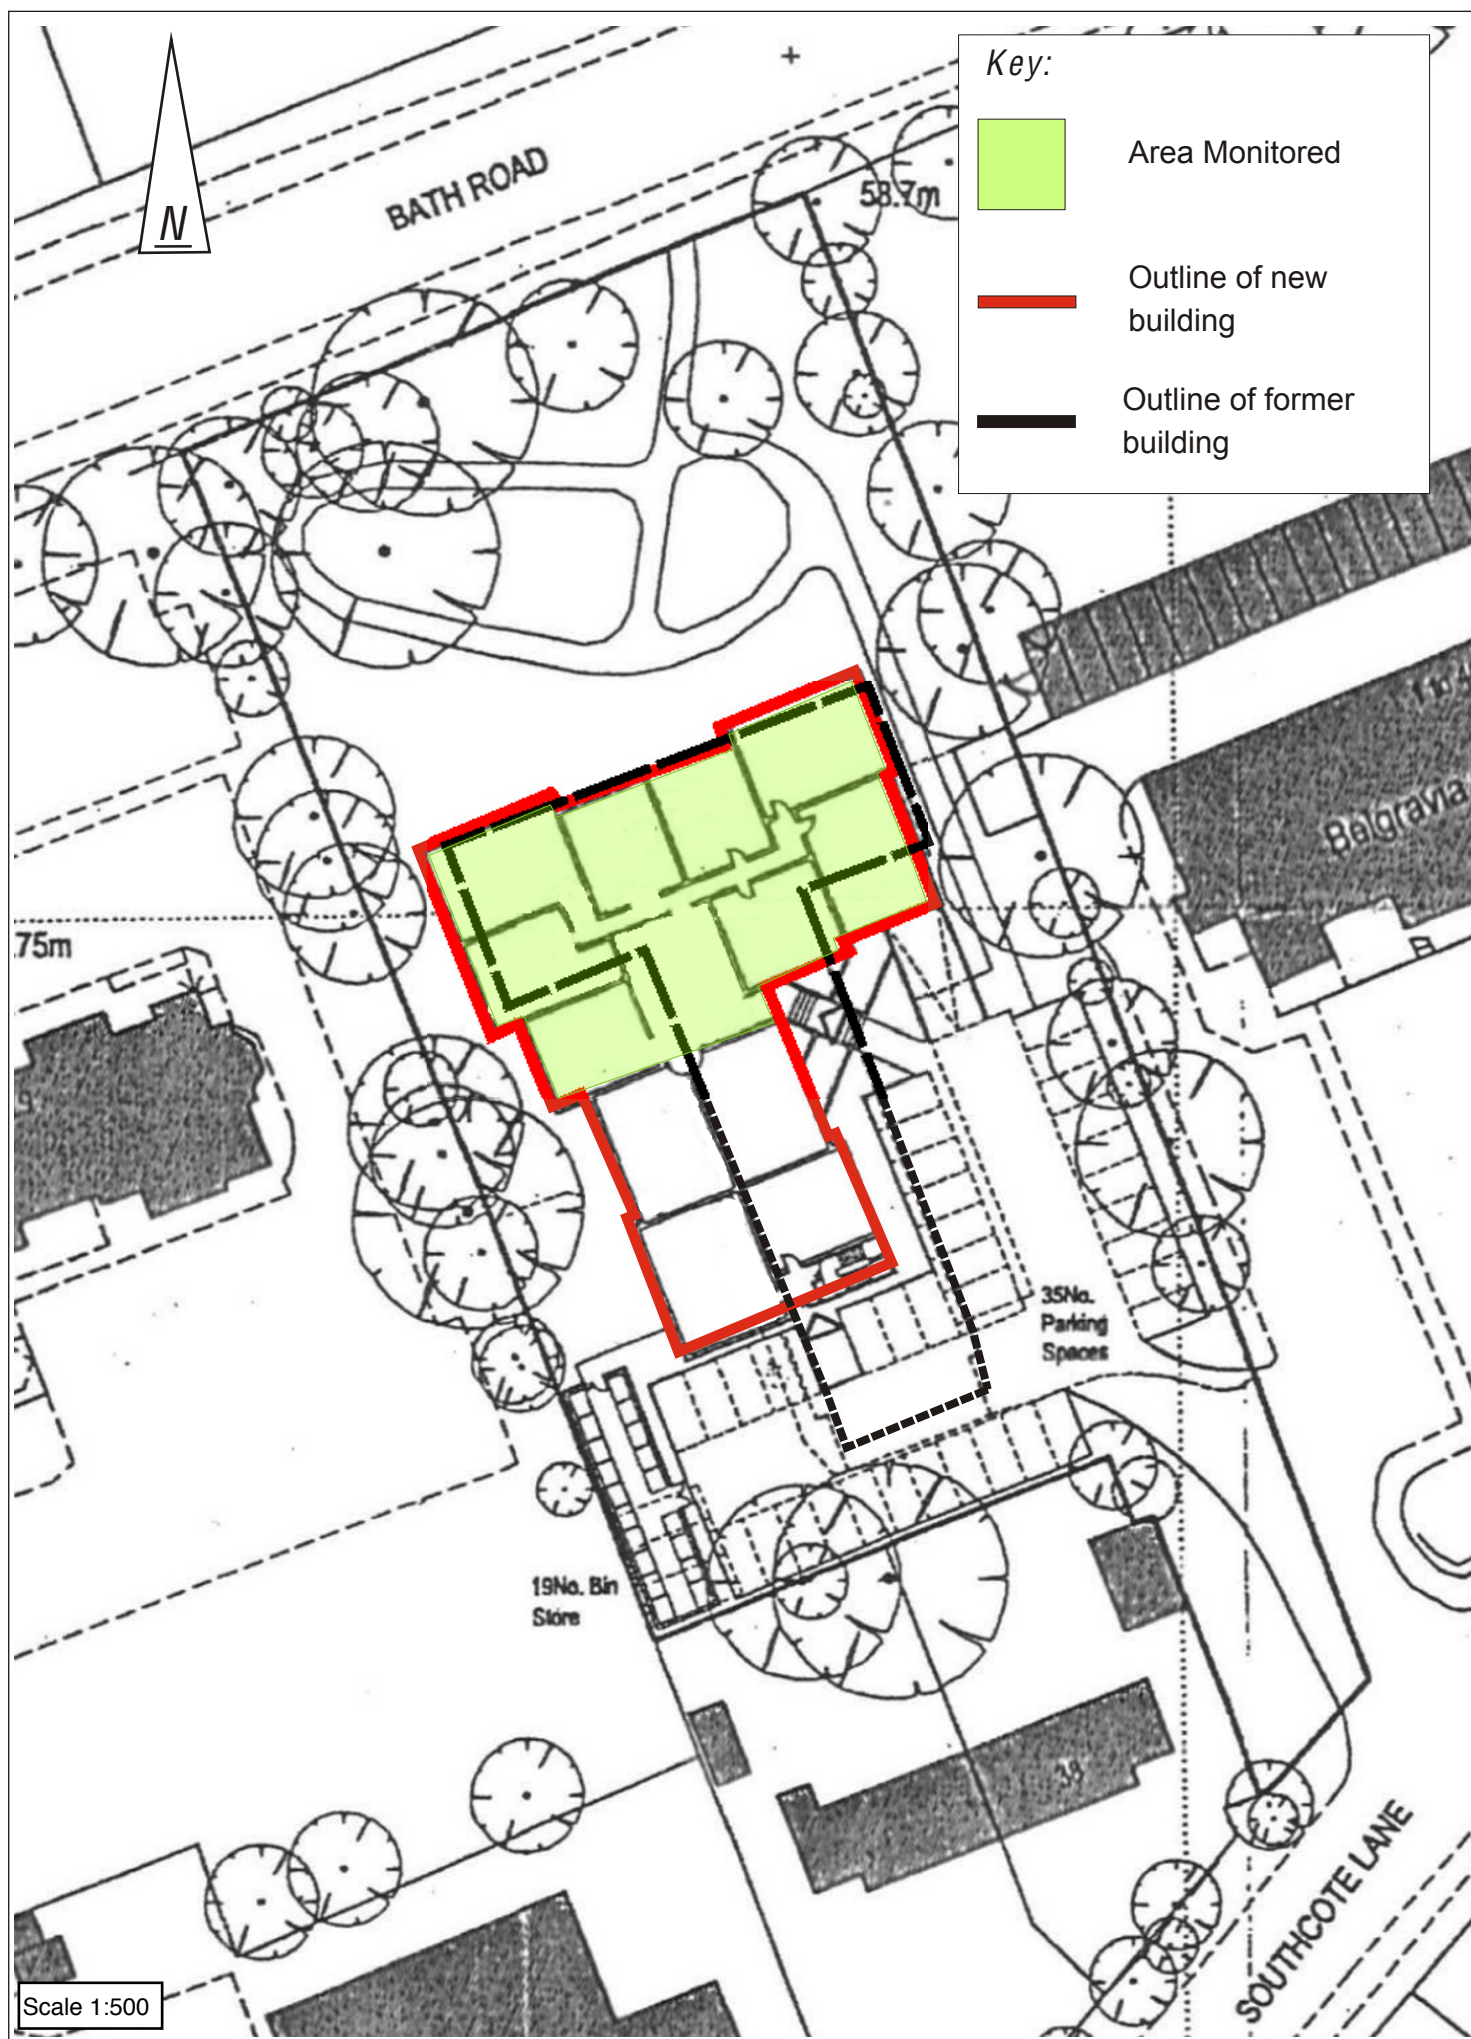 Key:
Area Monitored
Outline of new
building
Outline of former
building
N
BATH ROAD
58.7m
Belgravia
.75m
35No.
Parking
Spaces
19No. Bin
Store
38
SOUTHCOTE LANE
Scale 1:500